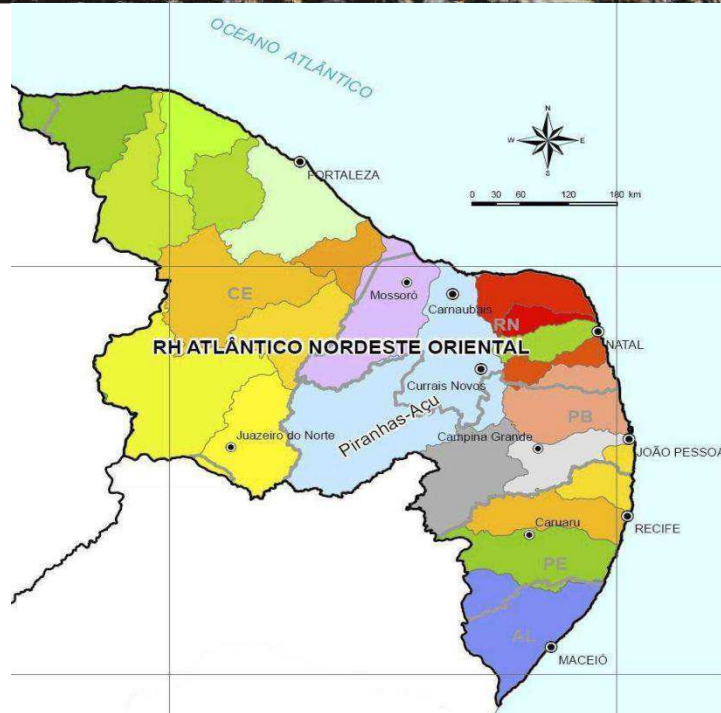 OCEANO ATLÂNTICO
N
W
E
S
0 30 60 120 180 km
FORTALEZA
CE
Mossoró
Carnaubais
RN
NATAL
RH ATLÂNTICO NORDESTE ORIENTAL
Currais Novos
Piranhas-Açu
PB
Juazeiro do Norte
Campina Grande
JOÃO PESSOA
Caruaru
RECIFE
PE
AL
MACEIÓ